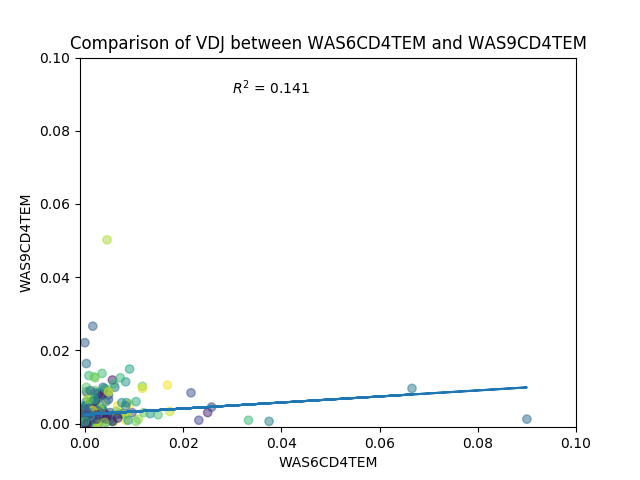 Comparison of VDJ between WAS6CD4TEM and WAS9CD4TEM
R² = 0.141
0.10
0.08
0.06
0.04
0.02
0.00
WAS9CD4TEM
0.00 0.02 0.04 0.06 0.08 0.10
WAS6CD4TEM